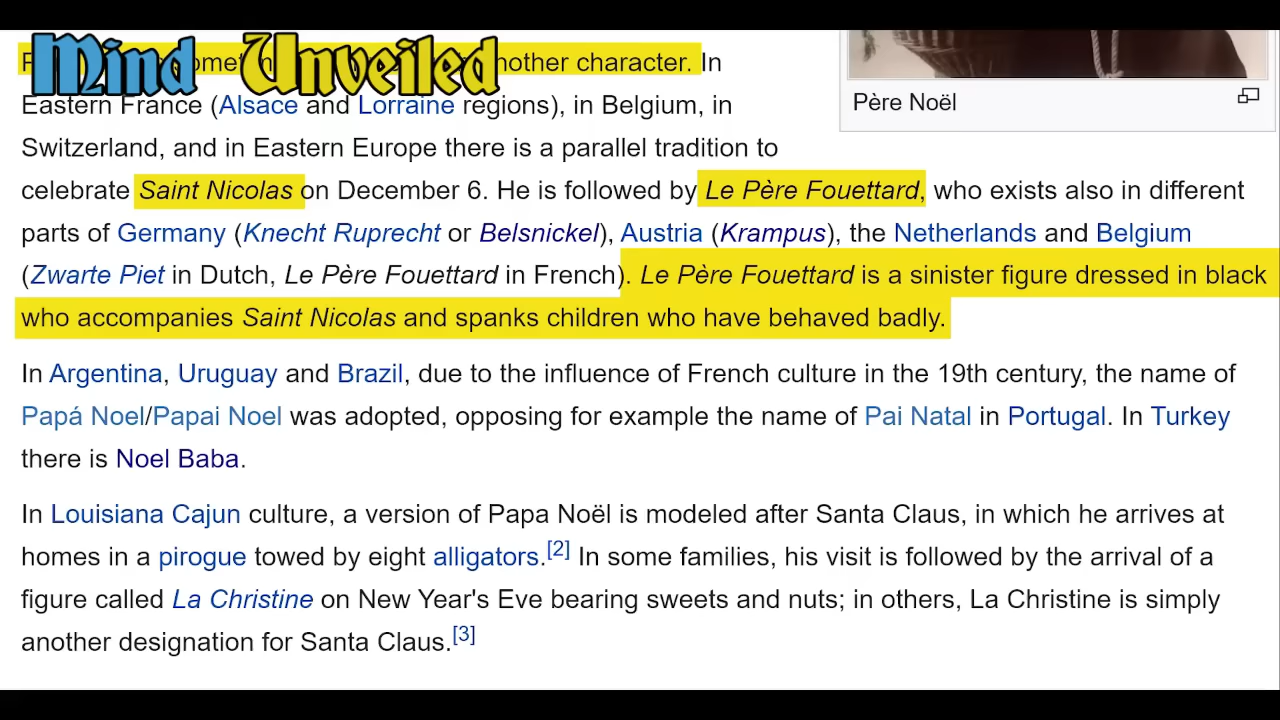 Mind Unveiled
nother character. In
Eastern France (Alsace and Lorraine regions), in Belgium, in
Switzerland, and in Eastern Europe there is a parallel tradition to
celebrate Saint Nicolas on December 6. He is followed by Le Père Fouettard, who exists also in different
parts of Germany (Knecht Ruprecht or Belsnickel), Austria (Krampus), the Netherlands and Belgium
(Zwarte Piet in Dutch, Le Père Fouettard in French). Le Père Fouettard is a sinister figure dressed in black
who accompanies Saint Nicolas and spanks children who have behaved badly.
In Argentina, Uruguay and Brazil, due to the influence of French culture in the 19th century, the name of
Papá Noel/Papai Noel was adopted, opposing for example the name of Pai Natal in Portugal. In Turkey
there is Noel Baba.
In Louisiana Cajun culture, a version of Papa Noël is modeled after Santa Claus, in which he arrives at
homes in a pirogue towed by eight alligators.[2] In some families, his visit is followed by the arrival of a
figure called La Christine on New Year's Eve bearing sweets and nuts; in others, La Christine is simply
another designation for Santa Claus.[3]
Père Noël